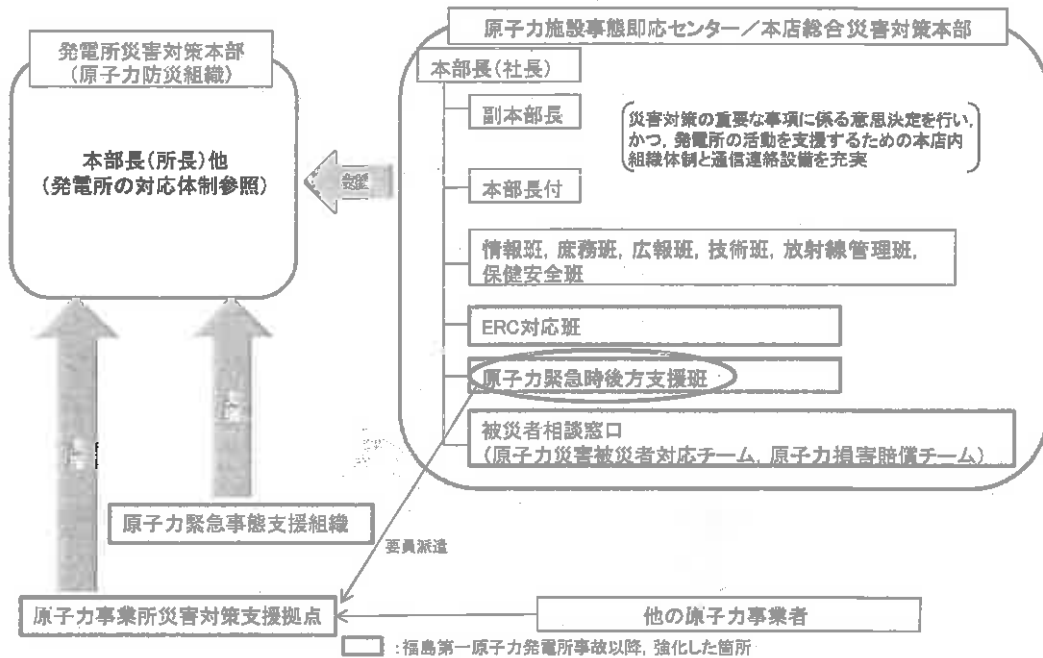 原子力施設事態即応センター／本店総合災害対策本部
発電所災害対策本部
(原子力防災組織)
本部長(所長)他
(発電所の対応体制参照)
本部長(社長)
副本部長
災害対策の重要な事項に係る意思決定を行い,
かつ, 発電所の活動を支援するための本店内
組織体制と通信連絡設備を充実
本部長付
情報班, 庶務班, 広報班, 技術班, 放射線管理班,
保健安全班
ERC対応班
原子力緊急時後方支援班
被災者相談窓口
(原子力災害被災者対応チーム, 原子力損害賠償チーム)
原子力緊急事態支援組織
要員派遣
原子力事業所災害対策支援拠点
他の原子力事業者
:福島第一原子力発電所事故以降, 強化した箇所